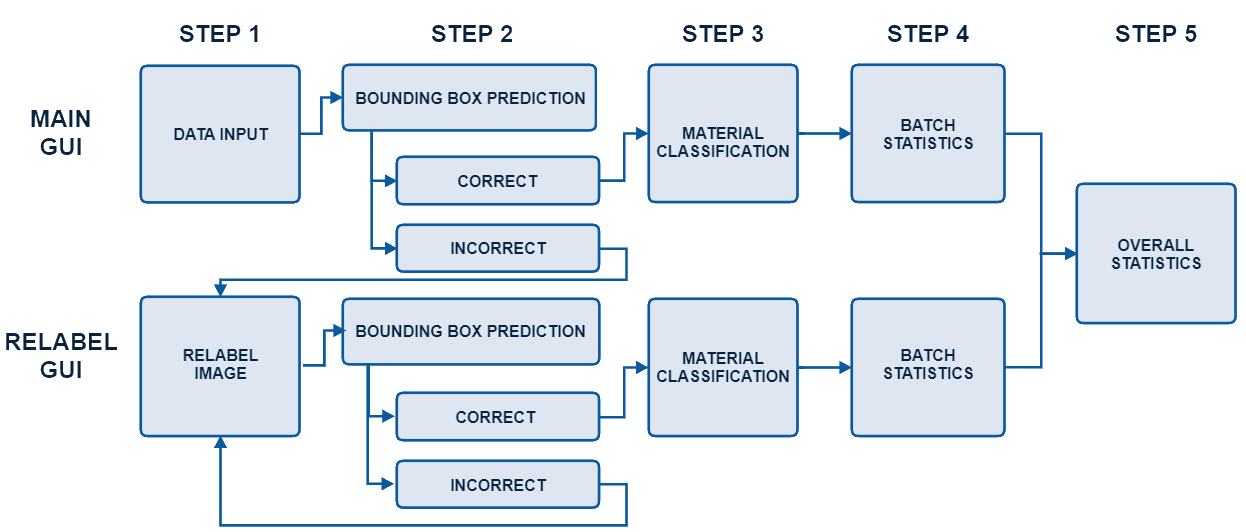 STEP 1
STEP 2
STEP 3
STEP 4
STEP 5
MAIN
GUI
DATA INPUT
BOUNDING BOX PREDICTION
CORRECT
INCORRECT
MATERIAL
CLASSIFICATION
BATCH
STATISTICS
OVERALL
STATISTICS
RELABEL
GUI
RELABEL
IMAGE
BOUNDING BOX PREDICTION
CORRECT
INCORRECT
MATERIAL
CLASSIFICATION
BATCH
STATISTICS